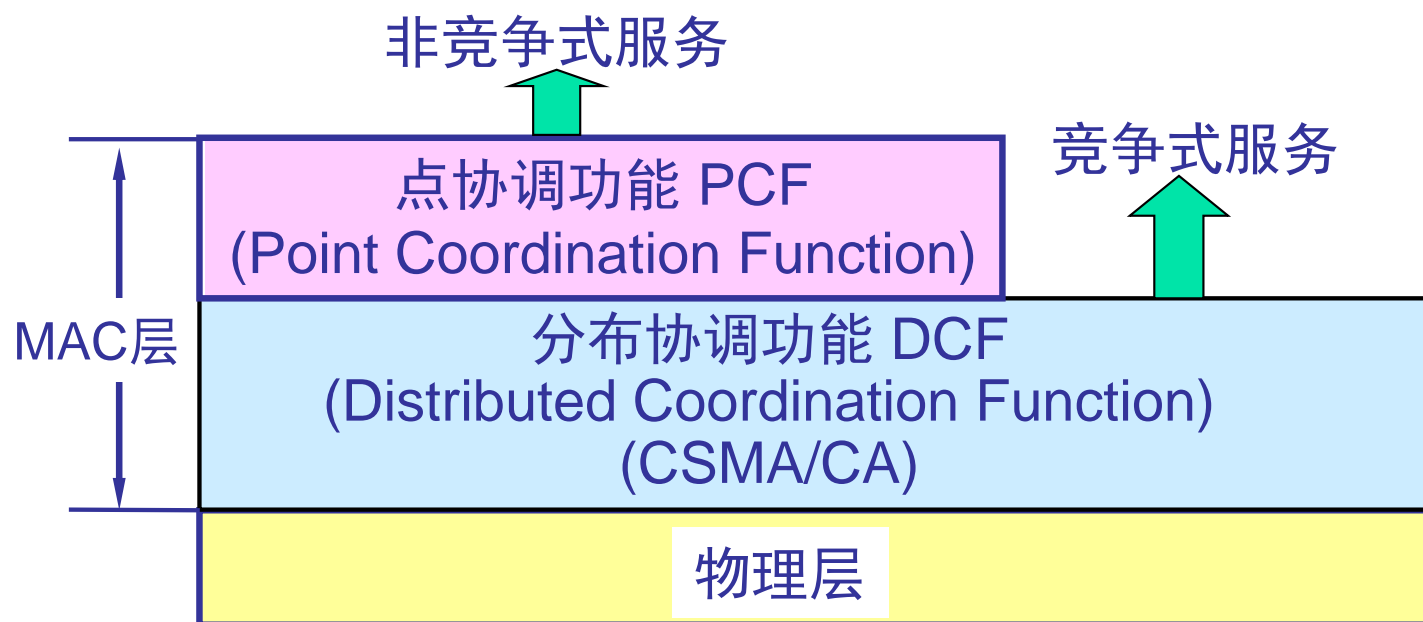 非竞争式服务
竞争式服务
点协调功能 PCF
(Point Coordination Function)
MAC层
分布协调功能 DCF
(Distributed Coordination Function)
(CSMA/CA)
物理层